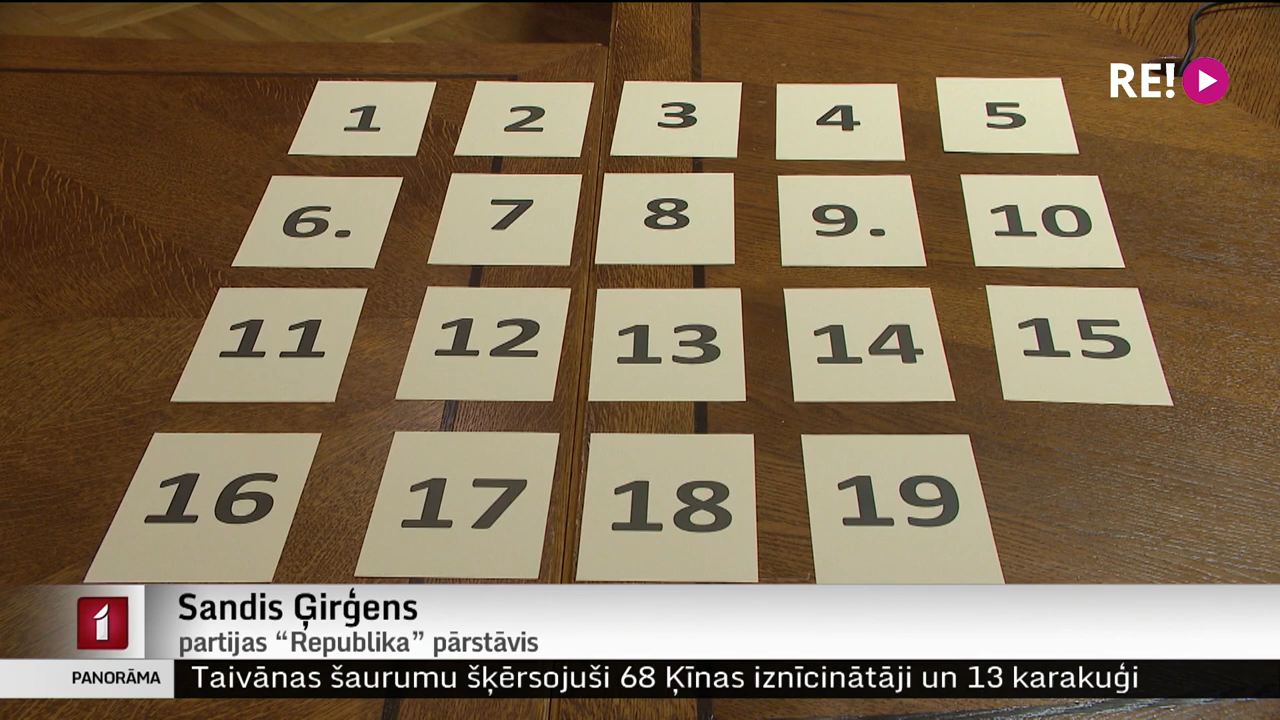 RE!
1 2 3 4 5
6. 7 8 9. 10
11 12 13 14 15
16 17 18 19
1
Sandis Ģirģens
partijas “Republika” pārstāvis
PANORĀMA
Taivānas šaurumu šķērsojuši 68 Ķīnas iznīcinātāji un 13 karakuģi